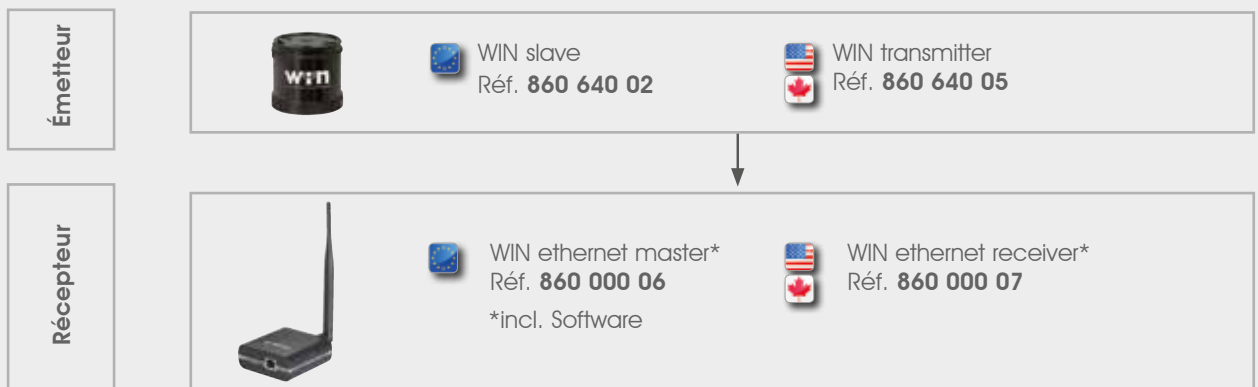 Émetteur
win
WIN slave
Réf. 860 640 02
WIN transmitter
Réf. 860 640 05
Récepteur
WIN ethernet master*
Réf. 860 000 06
*incl. Software
WIN ethernet receiver*
Réf. 860 000 07